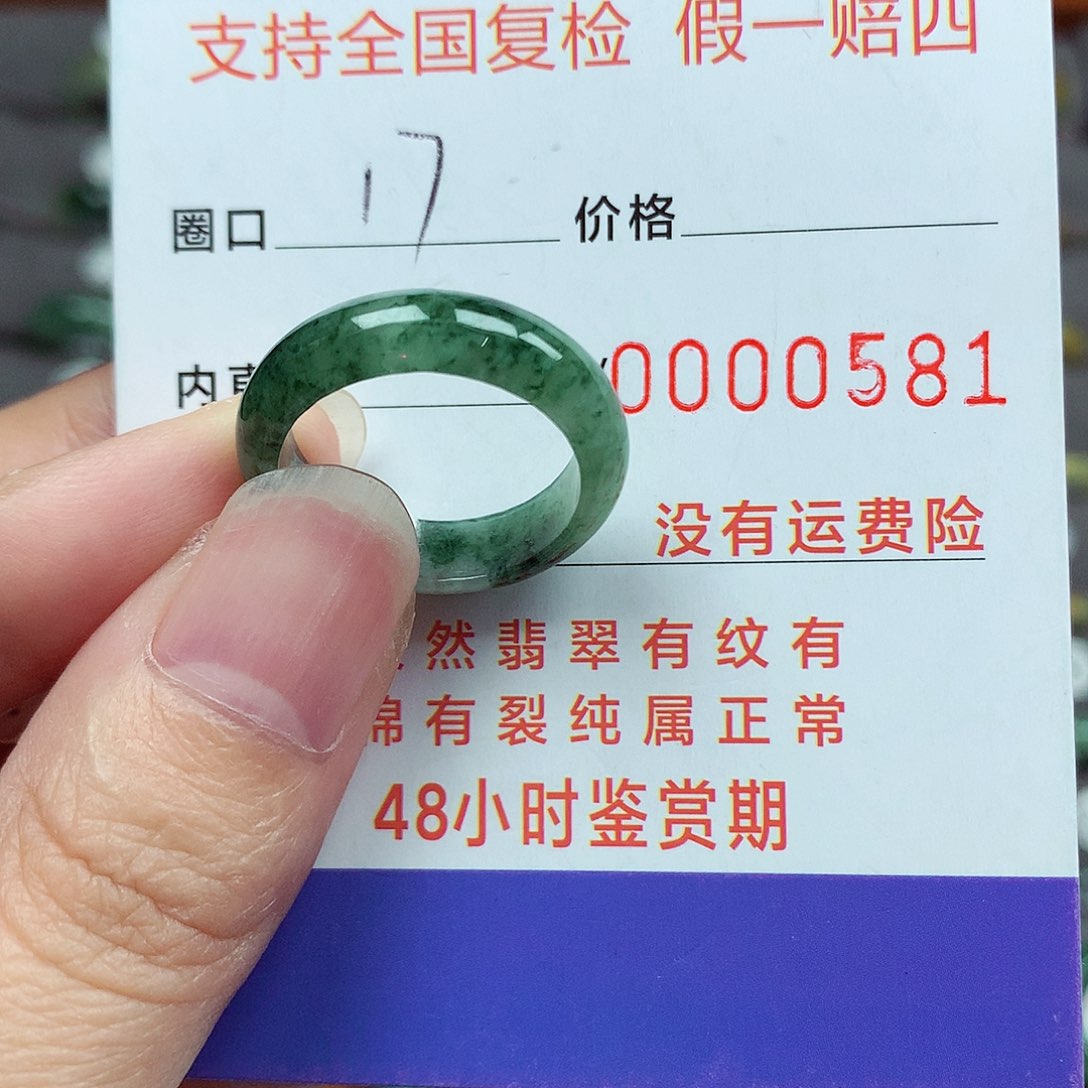 支持全国复检 假一赔四
圈口 17 价格
内 0000581
没有运费险
然翡翠有纹有
棉有裂纯属正常
48小时鉴赏期